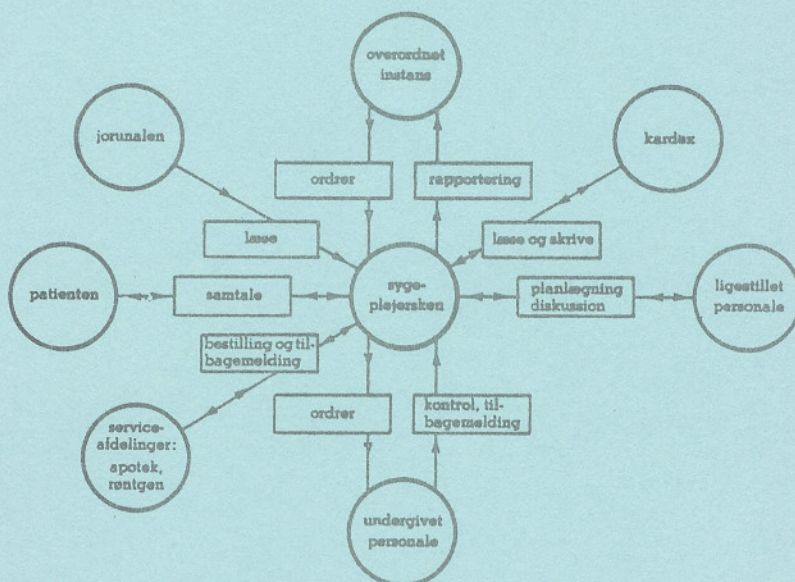 overordnet
instans
jorunalen
kardex
ordrer
rapportering
læse
læse og skrive
patienten
samtale
syge-
plejersken
planlægning
diskussion
ligestillet
personale
bestilling og til-
bagemelding
ordrer
kontrol, til-
bagemelding
service-
afdelinger:
apotek,
røntgen
undergivet
personale